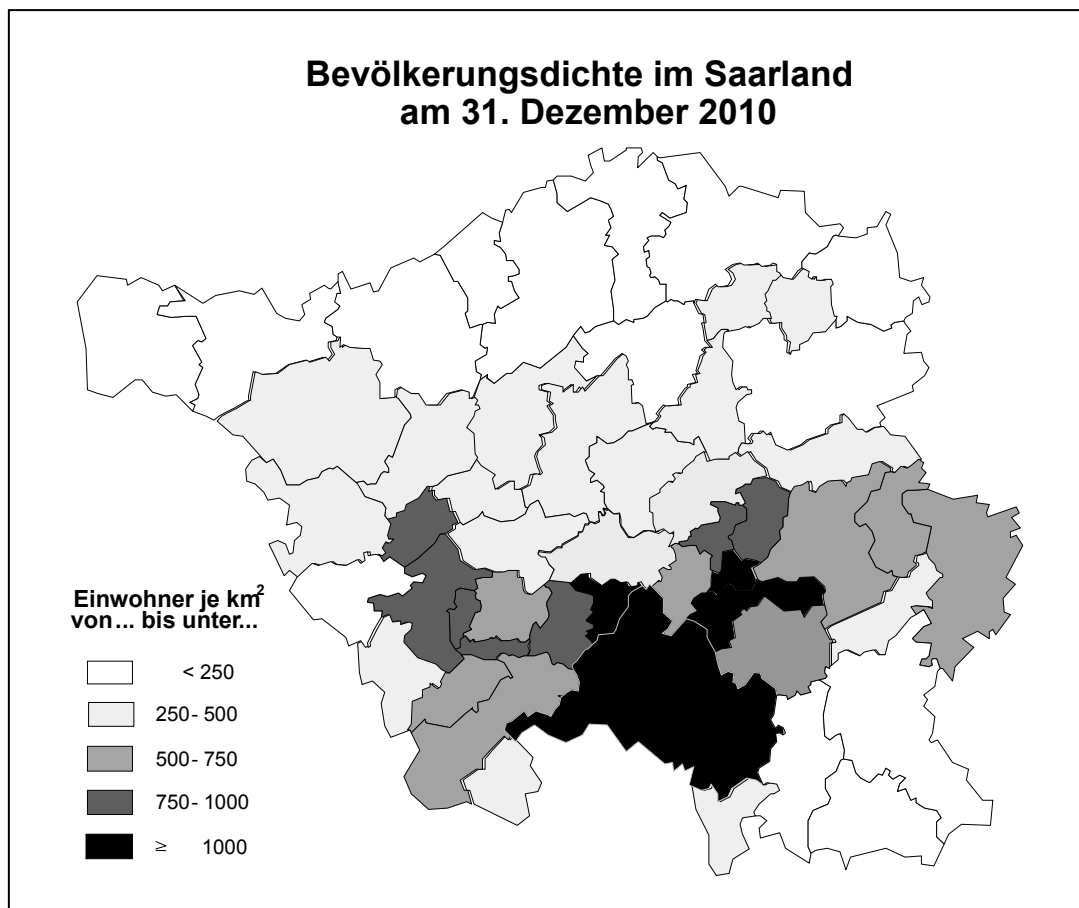 Bevölkerungsdichte im Saarland
am 31. Dezember 2010
Einwohner je km²
von ... bis unter...
< 250
250 - 500
500 - 750
750 - 1000
≥ 1000